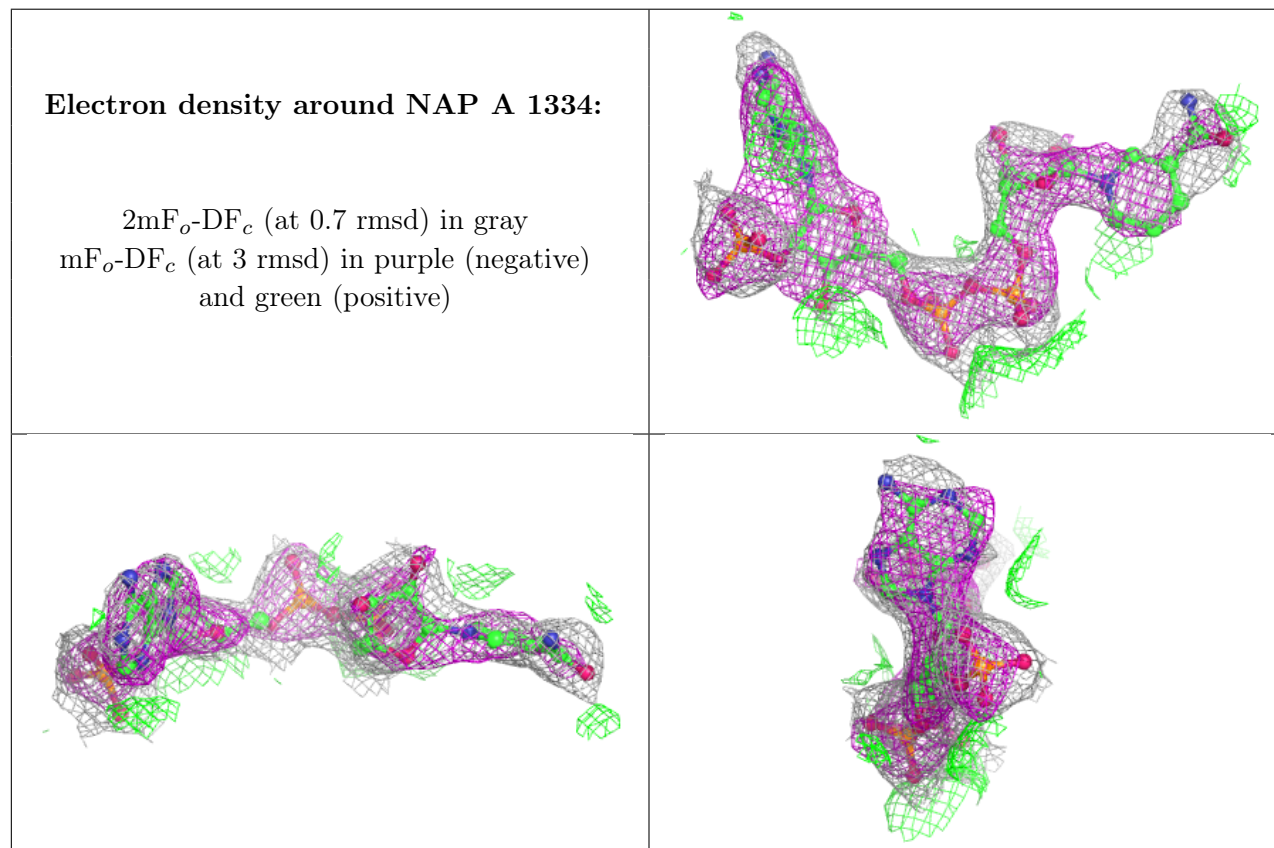 Electron density around NAP A 1334:
2mFo-DFc (at 0.7 rmsd) in gray
mFo-DFc (at 3 rmsd) in purple (negative)
and green (positive)